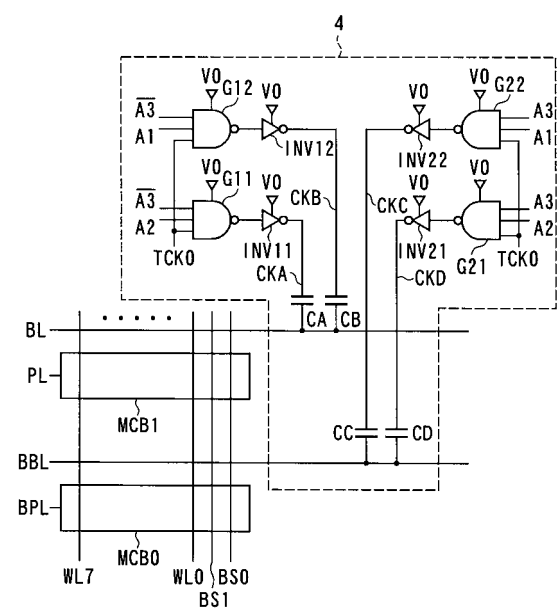 4
V0
G12
V0
A3
A1
INV12
V0
G22
V0
A3
A1
INV22
V0
G11
V0
A3
A2
INV11
CKB
CKC
V0
V0
A3
A2
INV21
G21
TCK0
CKA
CKD
TCK0
CA
CB
BL
PL
MCB1
CC
CD
BBL
BPL
MCB0
WL7
WL0
BS0
BS1